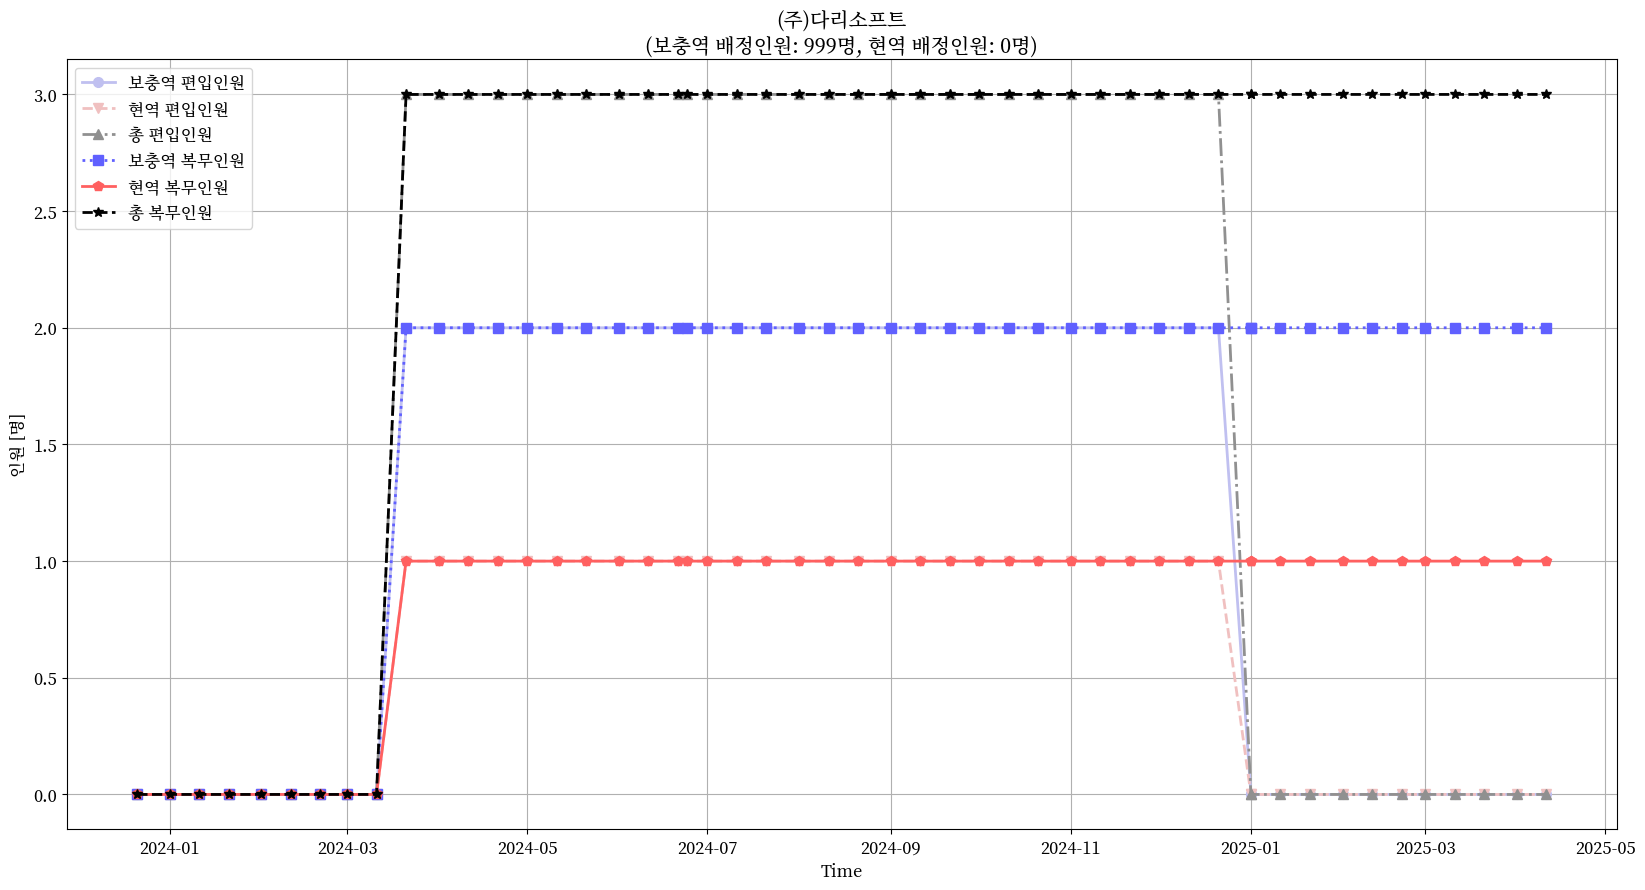 (주)다리소프트
(보충역 배정인원: 999명, 현역 배정인원: 0명)
보충역 편입인원
현역 편입인원
총 편입인원
보충역 복무인원
현역 복무인원
총 복무인원
3.0
2.5
2.0
1.5
1.0
0.5
0.0
인원 [명]
2024-01
2024-03
2024-05
2024-07
2024-09
2024-11
2025-01
2025-03
2025-05
Time